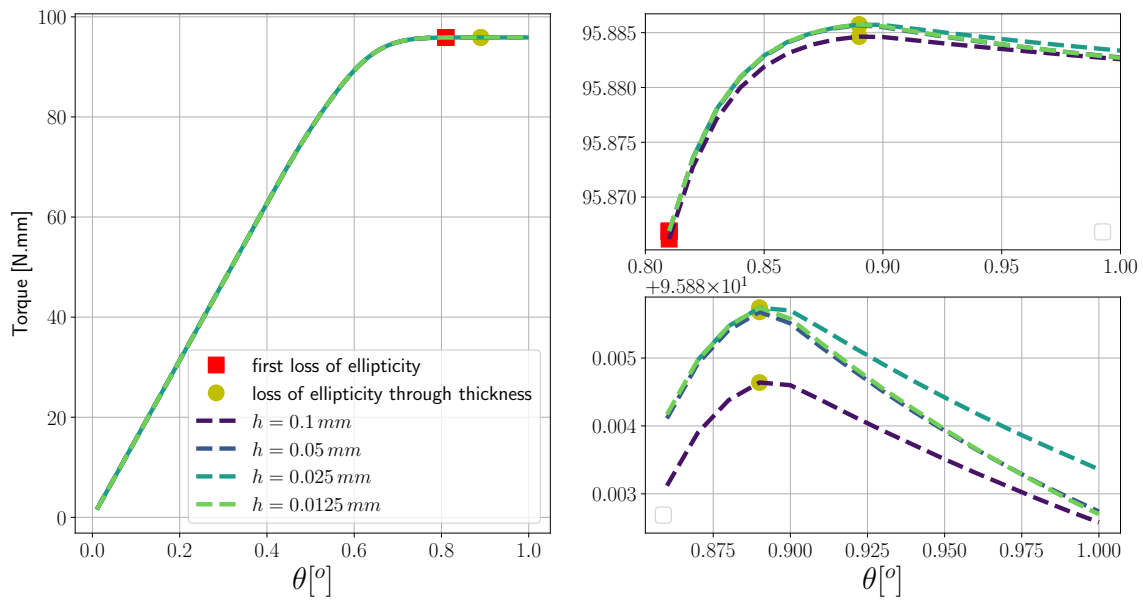 Torque [N.mm]
100
80
60
40
20
0
0.0 0.2 0.4 0.6 0.8 1.0
θ[°]
first loss of ellipticity
loss of ellipticity through thickness
h = 0.1 mm
h = 0.05 mm
h = 0.025 mm
h = 0.0125 mm
95.885
95.880
95.875
95.870
0.80 0.85 0.90 0.95 1.00
+9.588×10¹
0.005
0.004
0.003
0.875 0.900 0.925 0.950 0.975 1.000
θ[°]